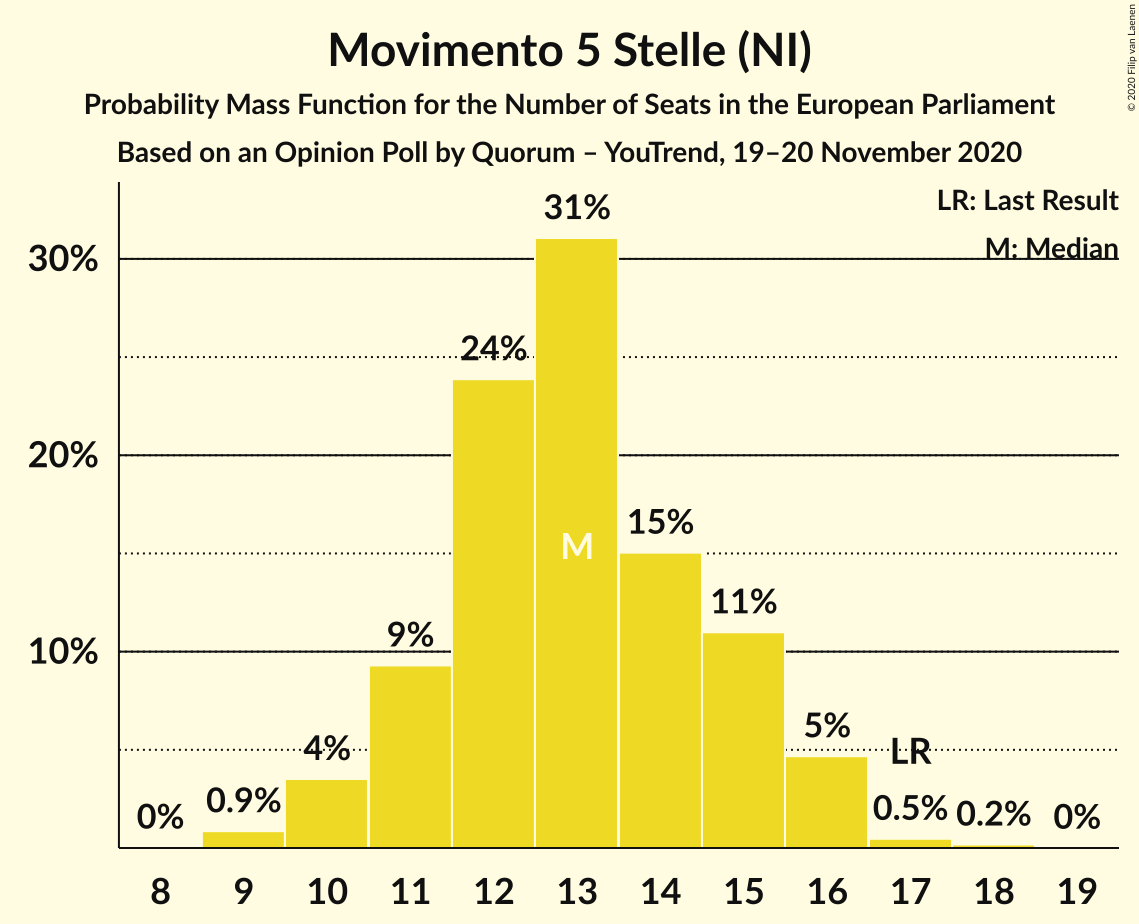 Movimento 5 Stelle (NI)
Probability Mass Function for the Number of Seats in the European Parliament
Based on an Opinion Poll by Quorum – YouTrend, 19–20 November 2020
© 2020 Filip van Laenen
LR: Last Result
M: Median
30%
20%
10%
0%
0.9%
4%
9%
24%
31%
M
15%
11%
5%
LR
0.5%
0.2%
0%
8 9 10 11 12 13 14 15 16 17 18 19